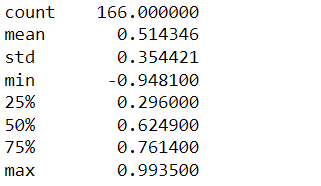 count    166.000000
mean       0.514346
std        0.354421
min       -0.948100
25%        0.296000
50%        0.624900
75%        0.761400
max        0.993500